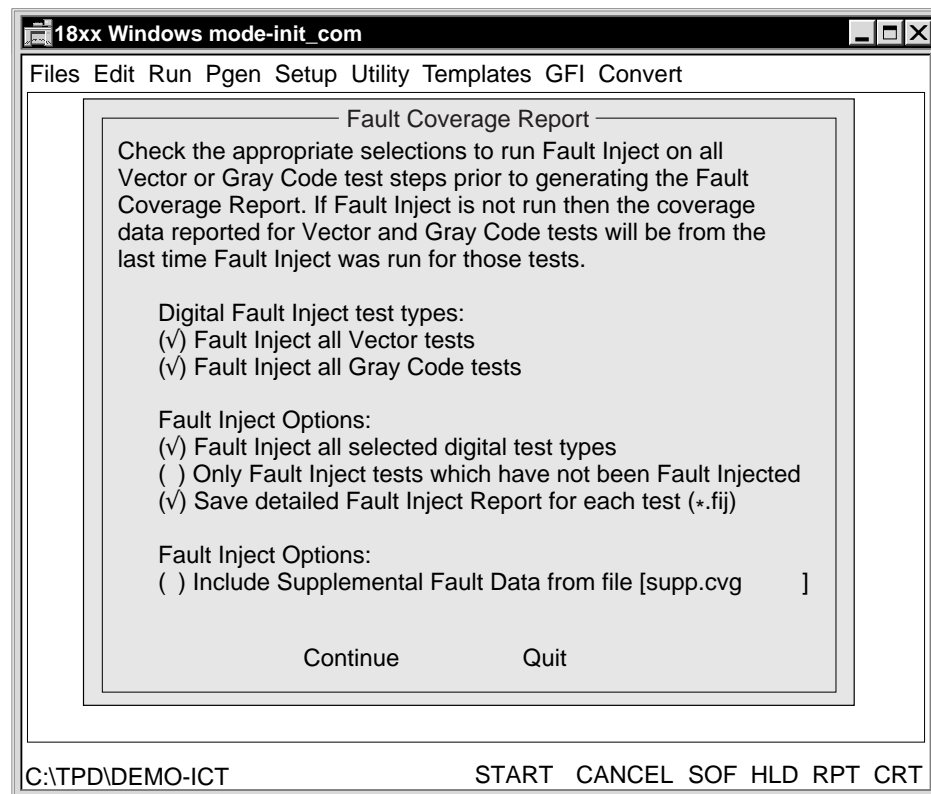 18xx Windows mode-init_com
Files Edit Run Pgen Setup Utility Templates GFI Convert
Fault Coverage Report
Check the appropriate selections to run Fault Inject on all
Vector or Gray Code test steps prior to generating the Fault
Coverage Report. If Fault Inject is not run then the coverage
data reported for Vector and Gray Code tests will be from the
last time Fault Inject was run for those tests.
Digital Fault Inject test types:
(√) Fault Inject all Vector tests
(√) Fault Inject all Gray Code tests
Fault Inject Options:
(√) Fault Inject all selected digital test types
( ) Only Fault Inject tests which have not been Fault Injected
(√) Save detailed Fault Inject Report for each test (*.fij)
Fault Inject Options:
( ) Include Supplemental Fault Data from file [supp.cvg ]
Continue Quit
C:\TPD\DEMO-ICT START CANCEL SOF HLD RPT CRT